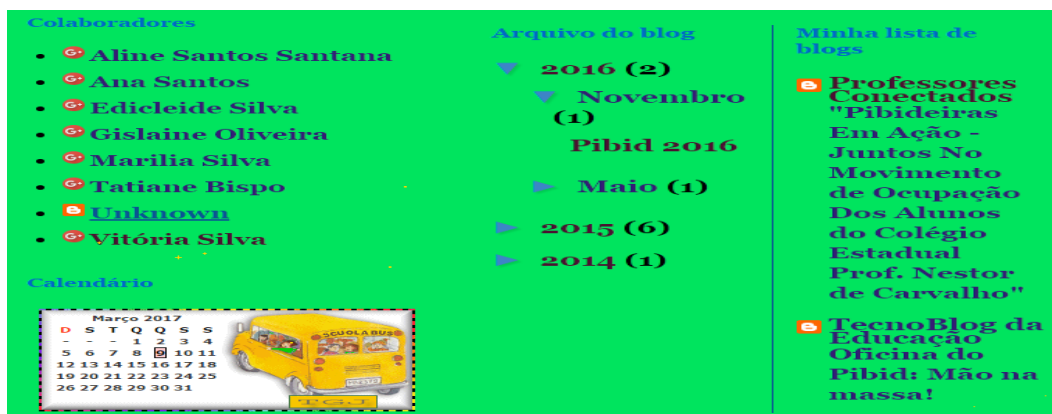 Colaboradores
Aline Santos Santana
Ana Santos
Edicleide Silva
Gislaine Oliveira
Marilia Silva
Tatiane Bispo
Unknown
Vitória Silva
Calendário
Março 2017
D S T Q Q S S
- - - 1 2 3 4
5 6 7 8 9 10 11
12 13 14 15 16 17 18
19 20 21 22 23 24 25
26 27 28 29 30 31
SCUOLABUS
TGJ
Arquivo do blog
2016 (2)
Novembro
(1)
Pibid 2016
Maio (1)
2015 (6)
2014 (1)
Minha lista de
blogs
Professores
Conectados
"Pibideiras
Em Ação -
Juntos No
Movimento
de Ocupação
Dos Alunos
do Colégio
Estadual
Prof. Nestor
de Carvalho"
TecnoBlog da
Educação
Oficina do
Pibid: Mão na
massa!